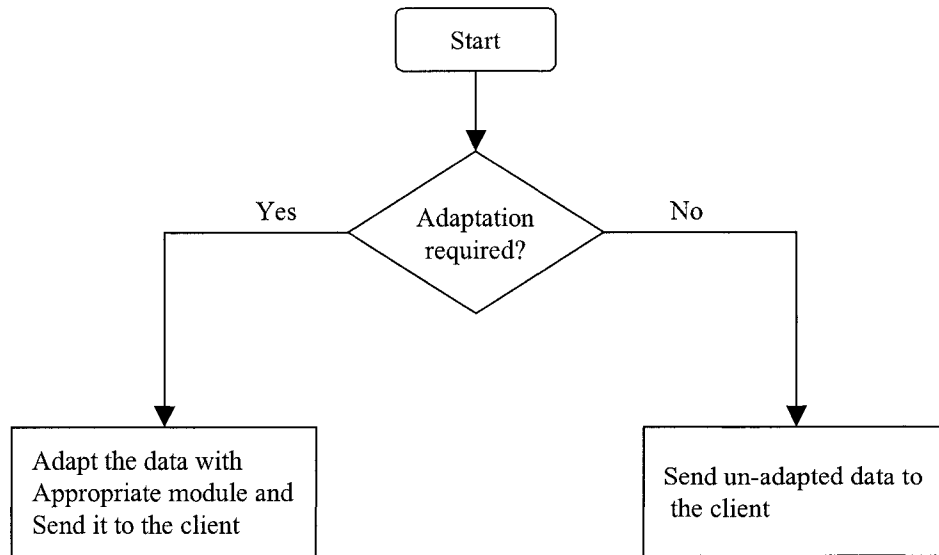 Start
Yes
No
Adaptation
required?
Adapt the data with
Appropriate module and
Send it to the client
Send un-adapted data to
the client